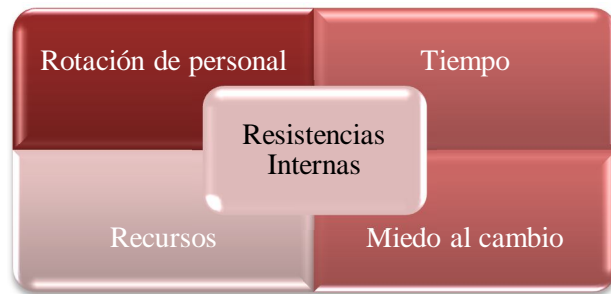 Rotación de personal
Tiempo
Resistencias
Internas
Recursos
Miedo al cambio